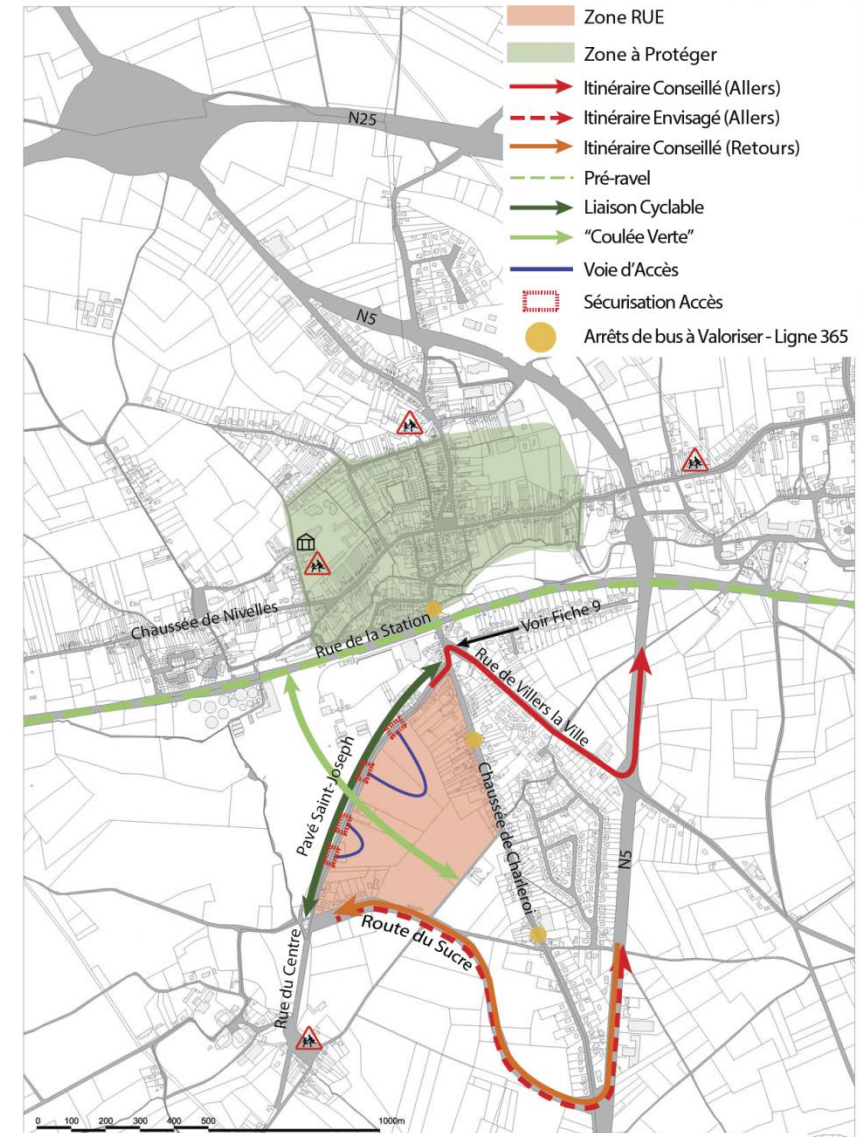 Zone RUE
Zone à Protéger
Itinéraire Conseillé (Allers)
Itinéraire Envisagé (Allers)
Itinéraire Conseillé (Retours)
Pré-ravel
Liaison Cyclable
“Coulée Verte”
Voie d’Accès
Sécurisation Accès
Arrêts de bus à Valoriser - Ligne 365
N25
N5
Chaussée de Nivelles
Rue de la Station
Voir Fiche 9
Rue de Villers la Ville
Pavé Saint-Joseph
Chaussée de Charleroi
N5
Route du Sucre
Rue du Centre
0 100 200 300 400 500 1000m